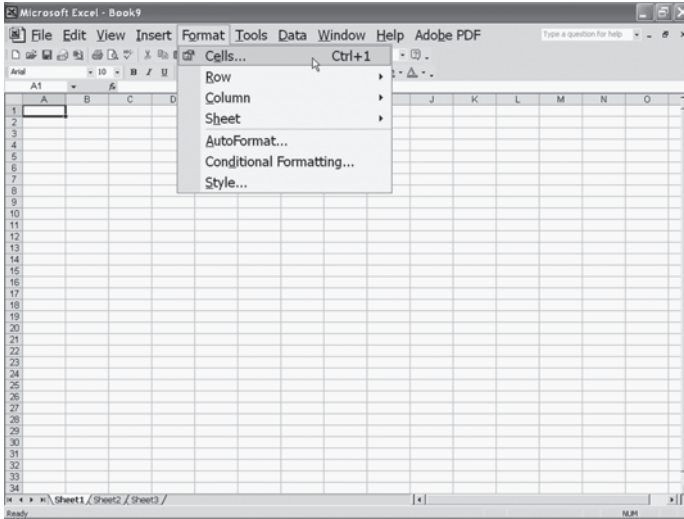 Microsoft Excel - Book9
File Edit View Insert Format Tools Data Window Help Adobe PDF Type a question for help
Cells... Ctrl+1
Arial 10 B I U
Row
A1 fx
Column
A B C D J K L M N O
Sheet
AutoFormat...
Conditional Formatting...
Style...
1
2
3
4
5
6
7
8
9
10
11
12
13
14
15
16
17
18
19
20
21
22
23
24
25
26
27
28
29
30
31
32
33
34
Sheet1 Sheet2 Sheet3
Ready NUM